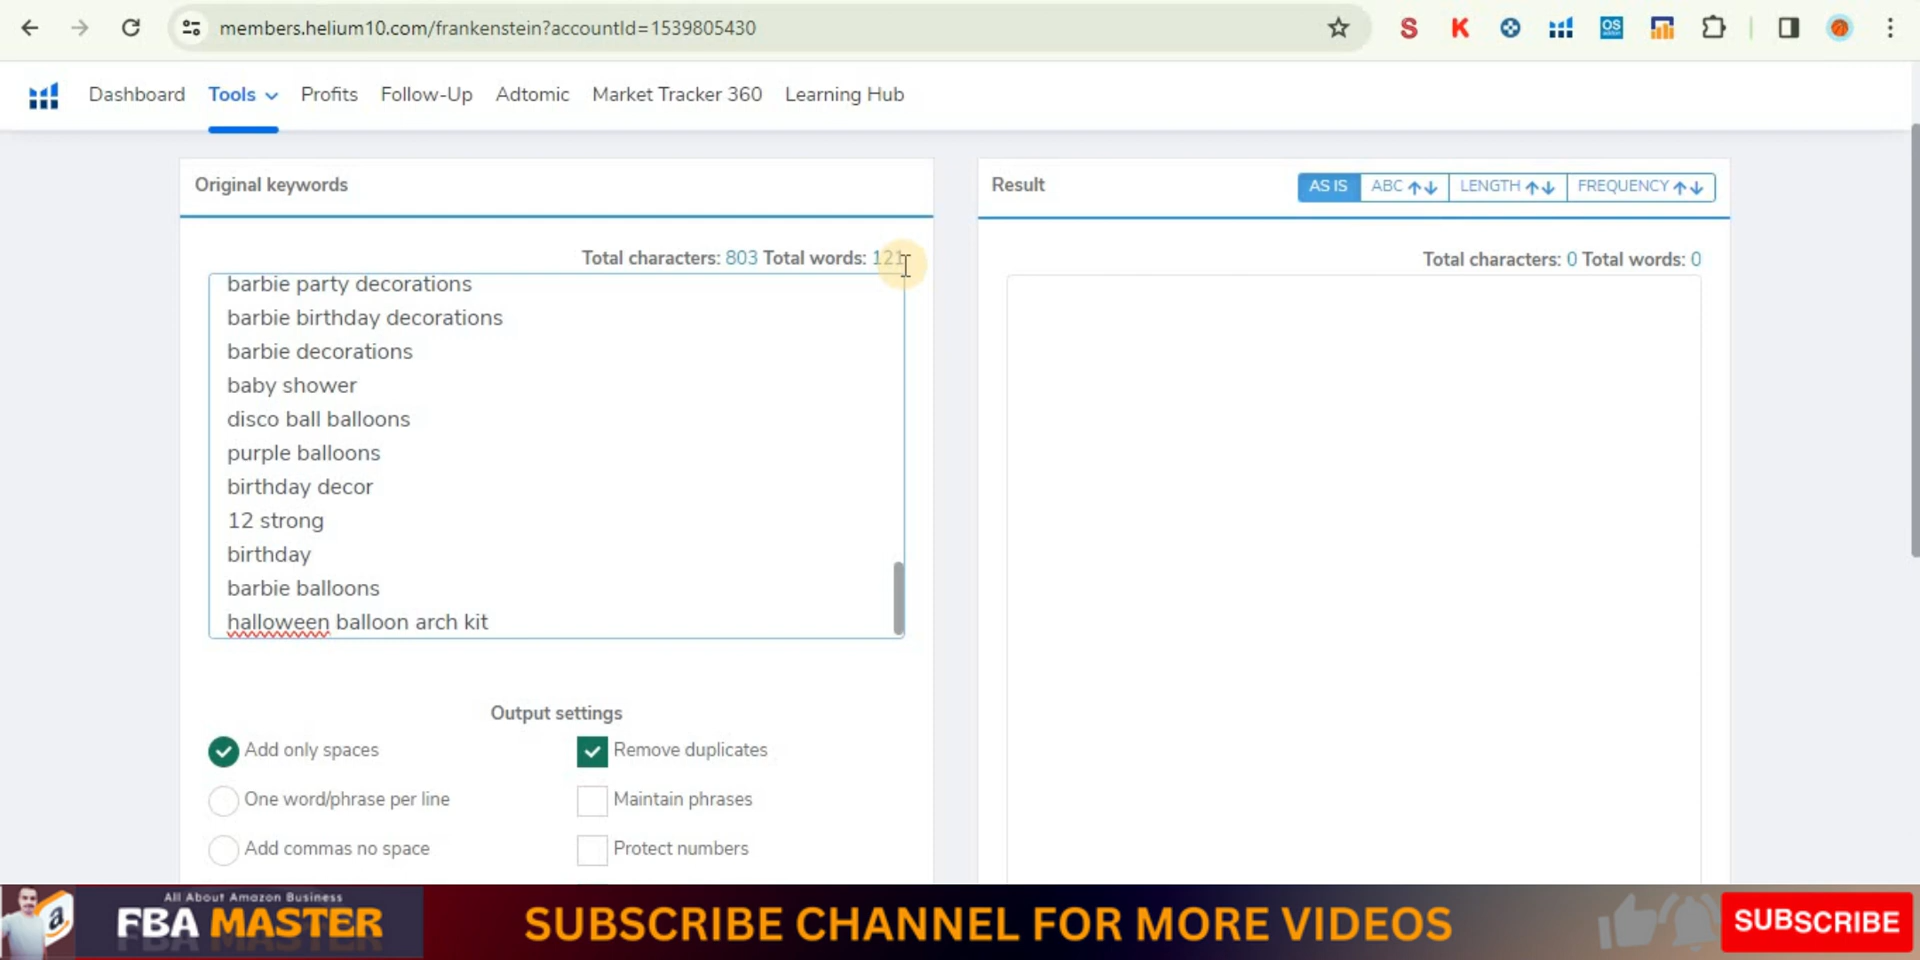 members.helium10.com/frankenstein?accountId=1539805430
Dashboard Tools Profits Follow-Up Adtomic Market Tracker 360 Learning Hub
Original keywords
Total characters: 803 Total words: 121
barbie party decorations
barbie birthday decorations
barbie decorations
baby shower
disco ball balloons
purple balloons
birthday decor
12 strong
birthday
barbie balloons
halloween balloon arch kit
Output settings
Add only spaces
Remove duplicates
One word/phrase per line
Maintain phrases
Add commas no space
Protect numbers
Result
AS IS ABC LENGTH FREQUENCY
Total characters: 0 Total words: 0
All About Amazon Business
FBA MASTER
SUBSCRIBE CHANNEL FOR MORE VIDEOS
SUBSCRIBE